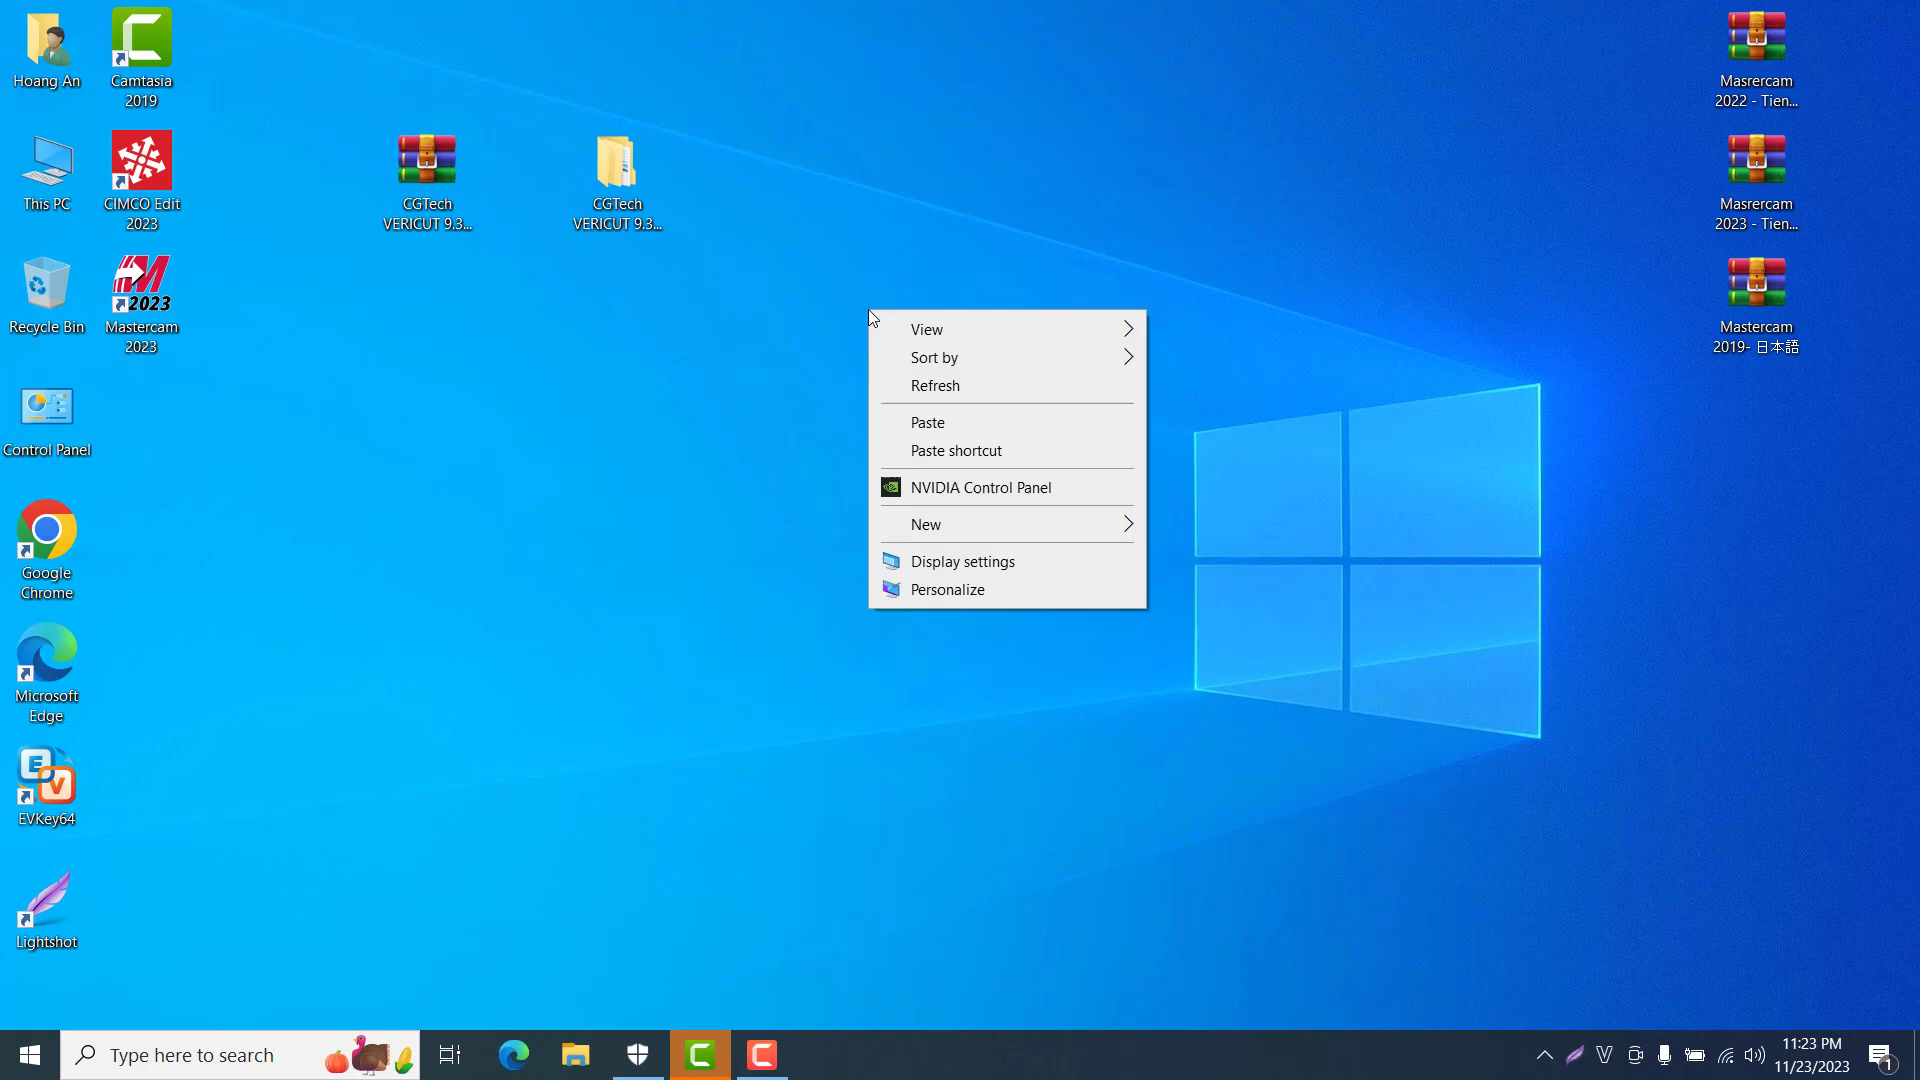 Hoang An
Camtasia
2019
This PC
CIMCO Edit
2023
Recycle Bin
2023
Mastercam
2023
Control Panel
Google
Chrome
Microsoft
Edge
E
V
EVKey64
Lightshot
CGTech
VERICUT 9.3...
CGTech
VERICUT 9.3...
View
Sort by
Refresh
Paste
Paste shortcut
NVIDIA Control Panel
New
Display settings
Personalize
Masrercam
2022 - Tien...
Masrercam
2023 - Tien...
Mastercam
2019- 日本語
Type here to search
V
11:23 PM
11/23/2023
1